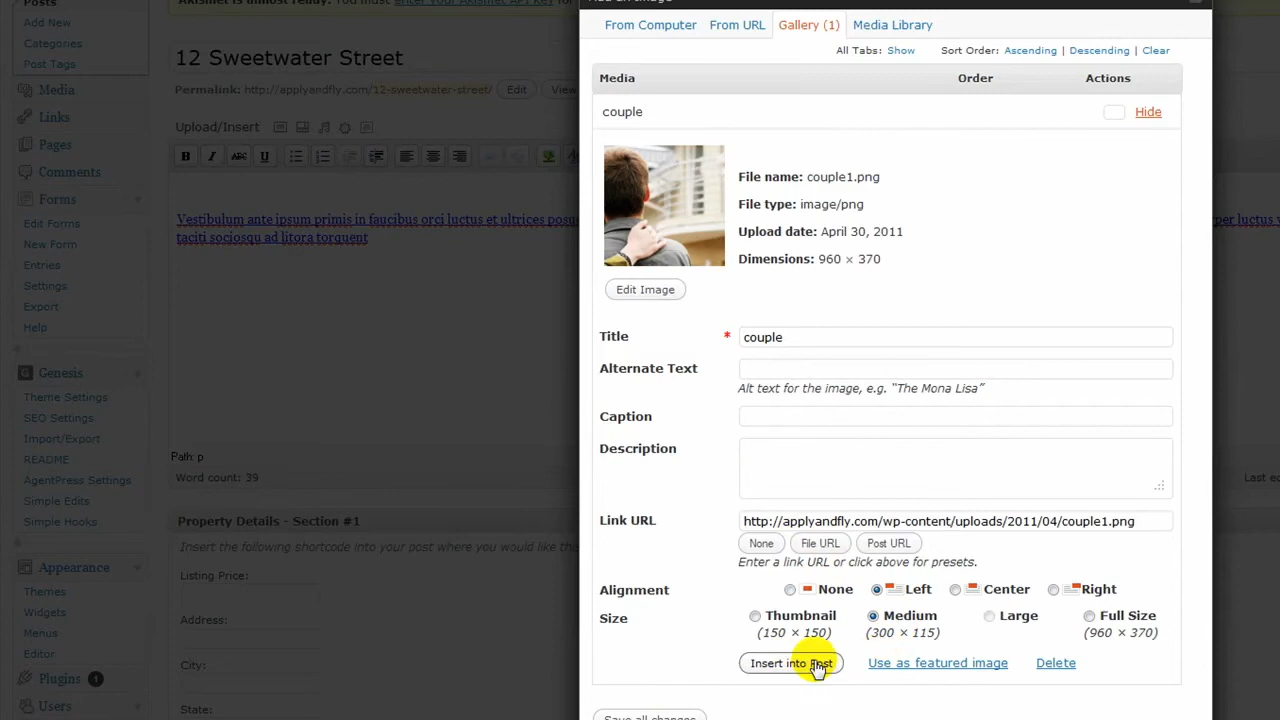 Posts
Add New
Categories
Post Tags
Media
Links
Pages
Comments
Forms
Edit Forms
New Form
Entries
Settings
Export
Help
Genesis
Theme Settings
SEO Settings
Import/Export
README
AgentPress Settings
Simple Edits
Simple Hooks
Appearance
Themes
Widgets
Menus
Editor
Plugins 1
Users
Akismet is almost ready. You must enter your Akismet API key for
12 Sweetwater Street
Permalink: http://applyandfly.com/12-sweetwater-street/ Edit View
Upload/Insert
B I ABC U
Vestibulum ante ipsum primis in faucibus orci luctus et ultrices posue
per luctus
taciti sociosqu ad litora torquent
Path: p
Word count: 39
Last ed
Property Details - Section #1
Insert the following shortcode into your post where you would like this
Listing Price:
Address:
City:
State:
Add an Image
From Computer From URL Gallery (1) Media Library
All Tabs: Show Sort Order: Ascending | Descending | Clear
Media Order Actions
couple Hide
File name: couple1.png
File type: image/png
Upload date: April 30, 2011
Dimensions: 960 × 370
Edit Image
Title * couple
Alternate Text
Alt text for the image, e.g. “The Mona Lisa”
Caption
Description
Link URL http://applyandfly.com/wp-content/uploads/2011/04/couple1.png
None File URL Post URL
Enter a link URL or click above for presets.
Alignment None Left Center Right
Size Thumbnail Medium Large Full Size
(150 × 150) (300 × 115) (960 × 370)
Insert into Post Use as featured image Delete
Save all changes